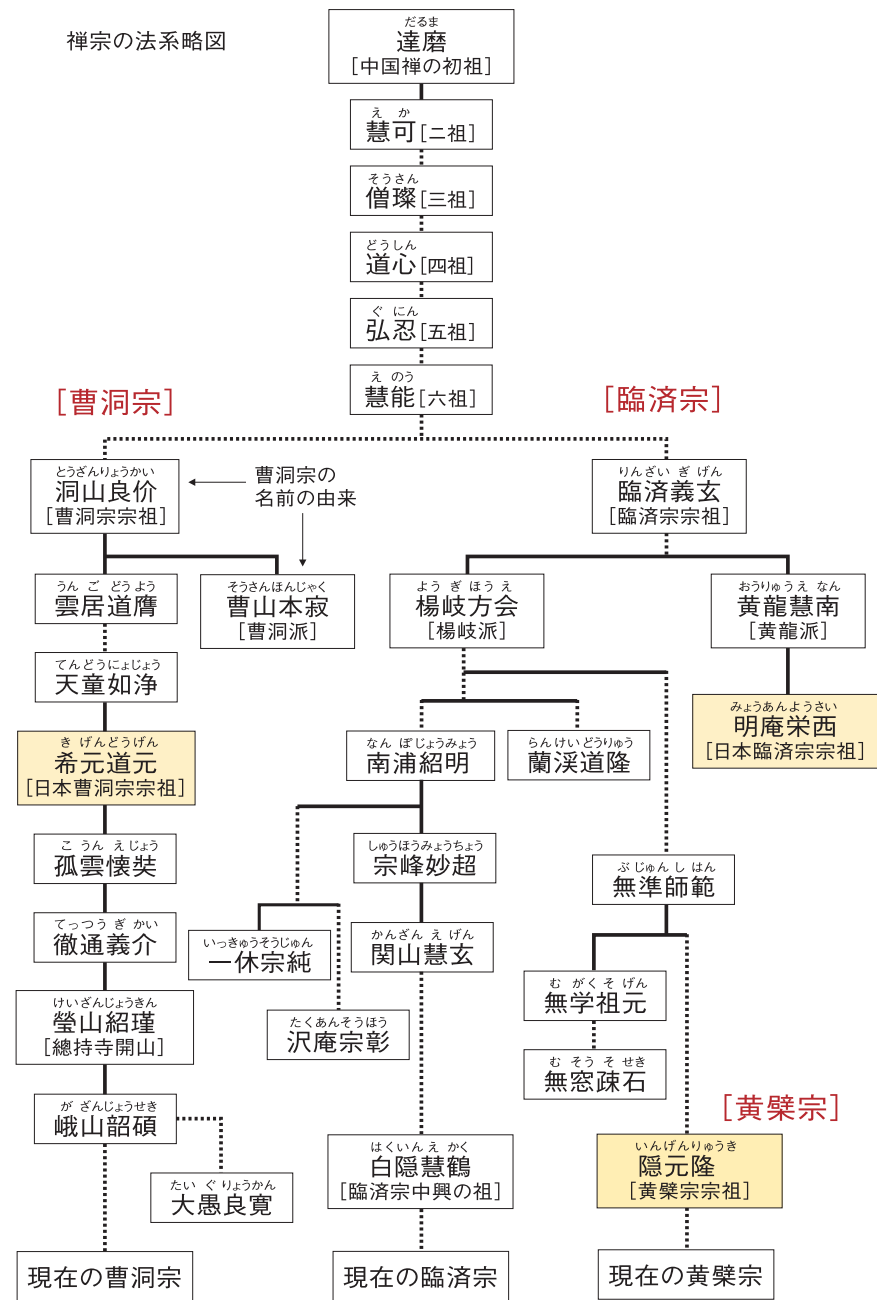 禅宗の法系略図
だるま
達磨
[中国禅の初祖]
え か
慧可[二祖]
そうさん
僧璨[三祖]
どうしん
道心[四祖]
ぐ にん
弘忍[五祖]
え のう
慧能[六祖]
[曹洞宗]
[臨済宗]
とうざんりょうかい
洞山良价
[曹洞宗宗祖]
曹洞宗の
名前の由来
りんざい ぎ げん
臨済義玄
[臨済宗宗祖]
うん ご どうよう
雲居道膺
そうさんほんじゃく
曹山本寂
[曹洞派]
よう ぎ ほう え
楊岐方会
[楊岐派]
おうりゅうえ なん
黄龍慧南
[黄龍派]
てんどうにょじょう
天童如浄
みょうあんようさい
明庵栄西
[日本臨済宗宗祖]
き げんどうげん
希元道元
[日本曹洞宗宗祖]
なん ぽ じょうみょう
南浦紹明
らんけい どうりゅう
蘭渓道隆
こ うん え じょう
孤雲懐奘
しゅうほうみょうちょう
宗峰妙超
ぶ じゅん し はん
無準師範
てっつう ぎ かい
徹通義介
いっきゅうそうじゅん
一休宗純
かんざん え げん
関山慧玄
む がく そ げん
無学祖元
けいざんじょうきん
瑩山紹瑾
[總持寺開山]
たくあんそうほう
沢庵宗彰
む そう そ せき
無窓疎石
が ざんじょうせき
峨山韶碩
[黄檗宗]
たい ぐ りょうかん
大愚良寛
はくいん え かく
白隠慧鶴
[臨済宗中興の祖]
いんげんりゅうき
隠元隆
[黄檗宗宗祖]
現在の曹洞宗
現在の臨済宗
現在の黄檗宗